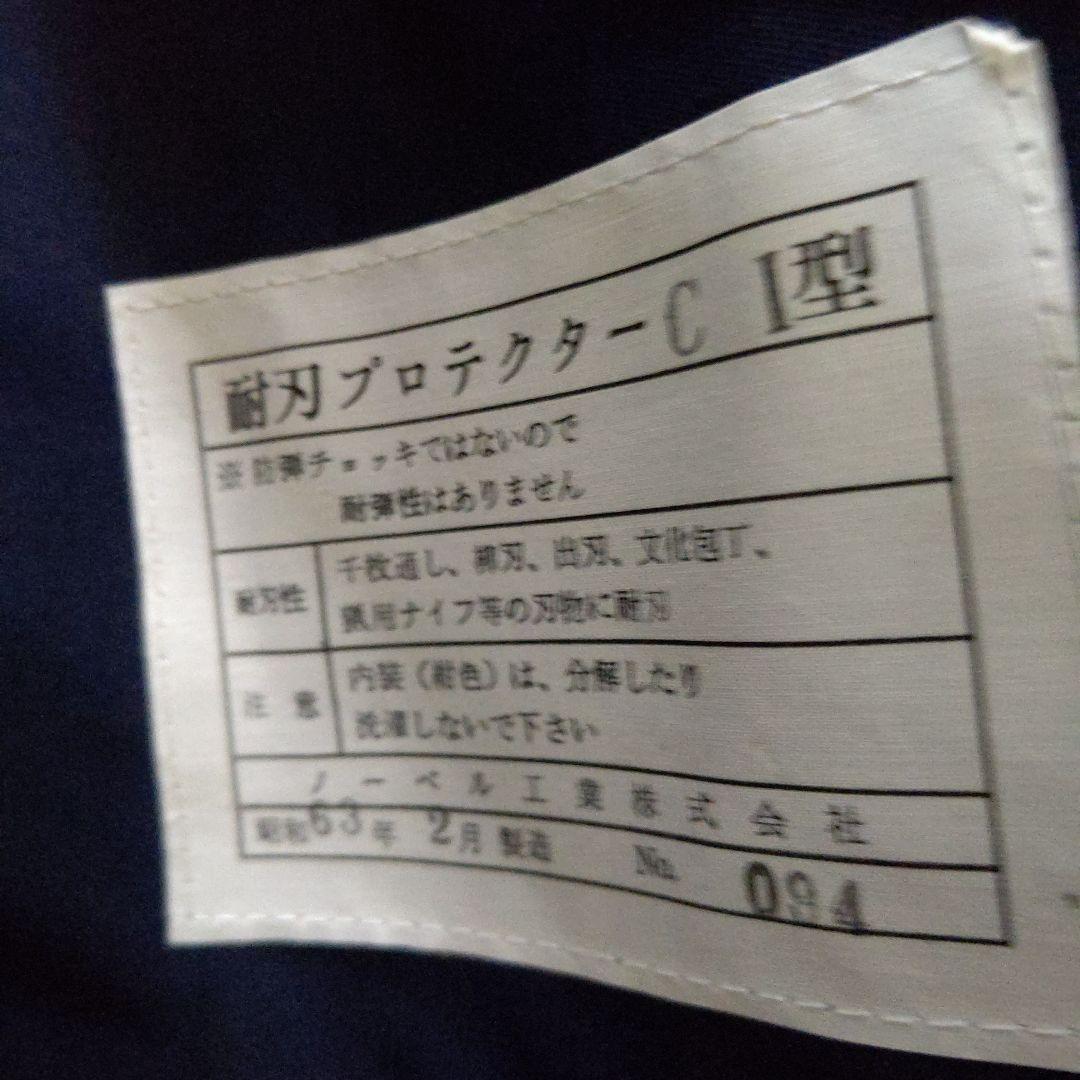 耐刃プロテクターC I型
※防弾チョッキではないので
耐弾性はありません
耐刃性
千枚通し、柳刃、出刃、文化包丁、
猟用ナイフ等の刃物に耐刃
注意
内装（紺色）は、分解したり
洗濯しないで下さい
ノーベル工業株式会社
昭和63年 2月製造 No. 094